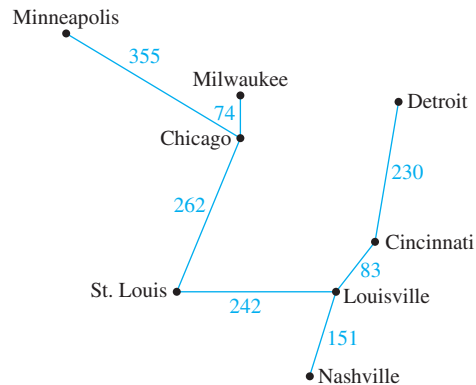 Minneapolis
355
Milwaukee
74
Detroit
Chicago
230
262
Cincinnati
83
St. Louis
242
Louisville
151
Nashville